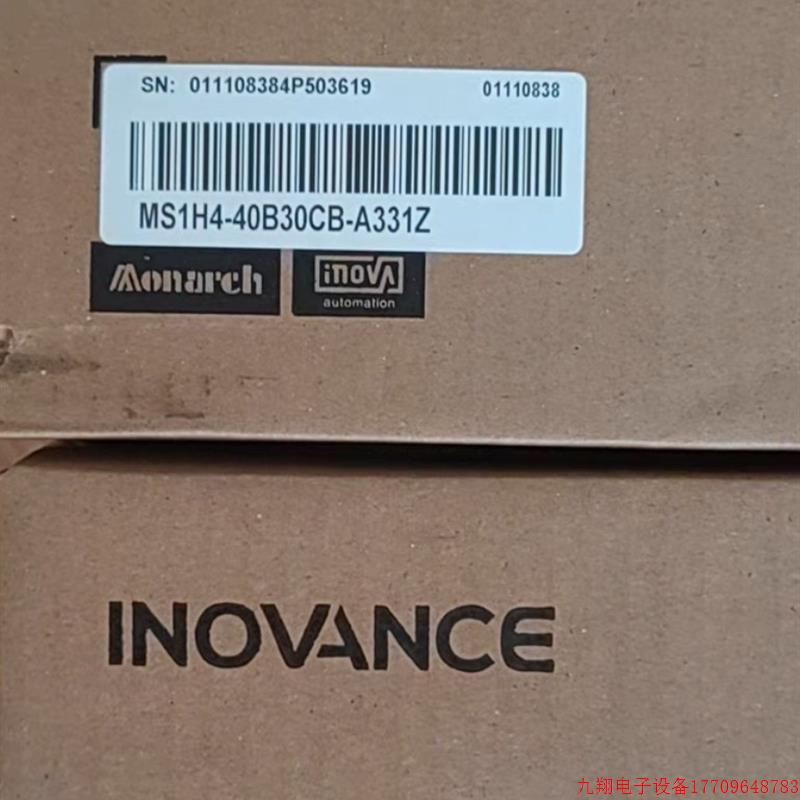 SN: 011108384P503619 01110838
MS1H4-40B30CB-A331Z
Monarch inova
automation
INOVANCE
九翔电子设备17709648783